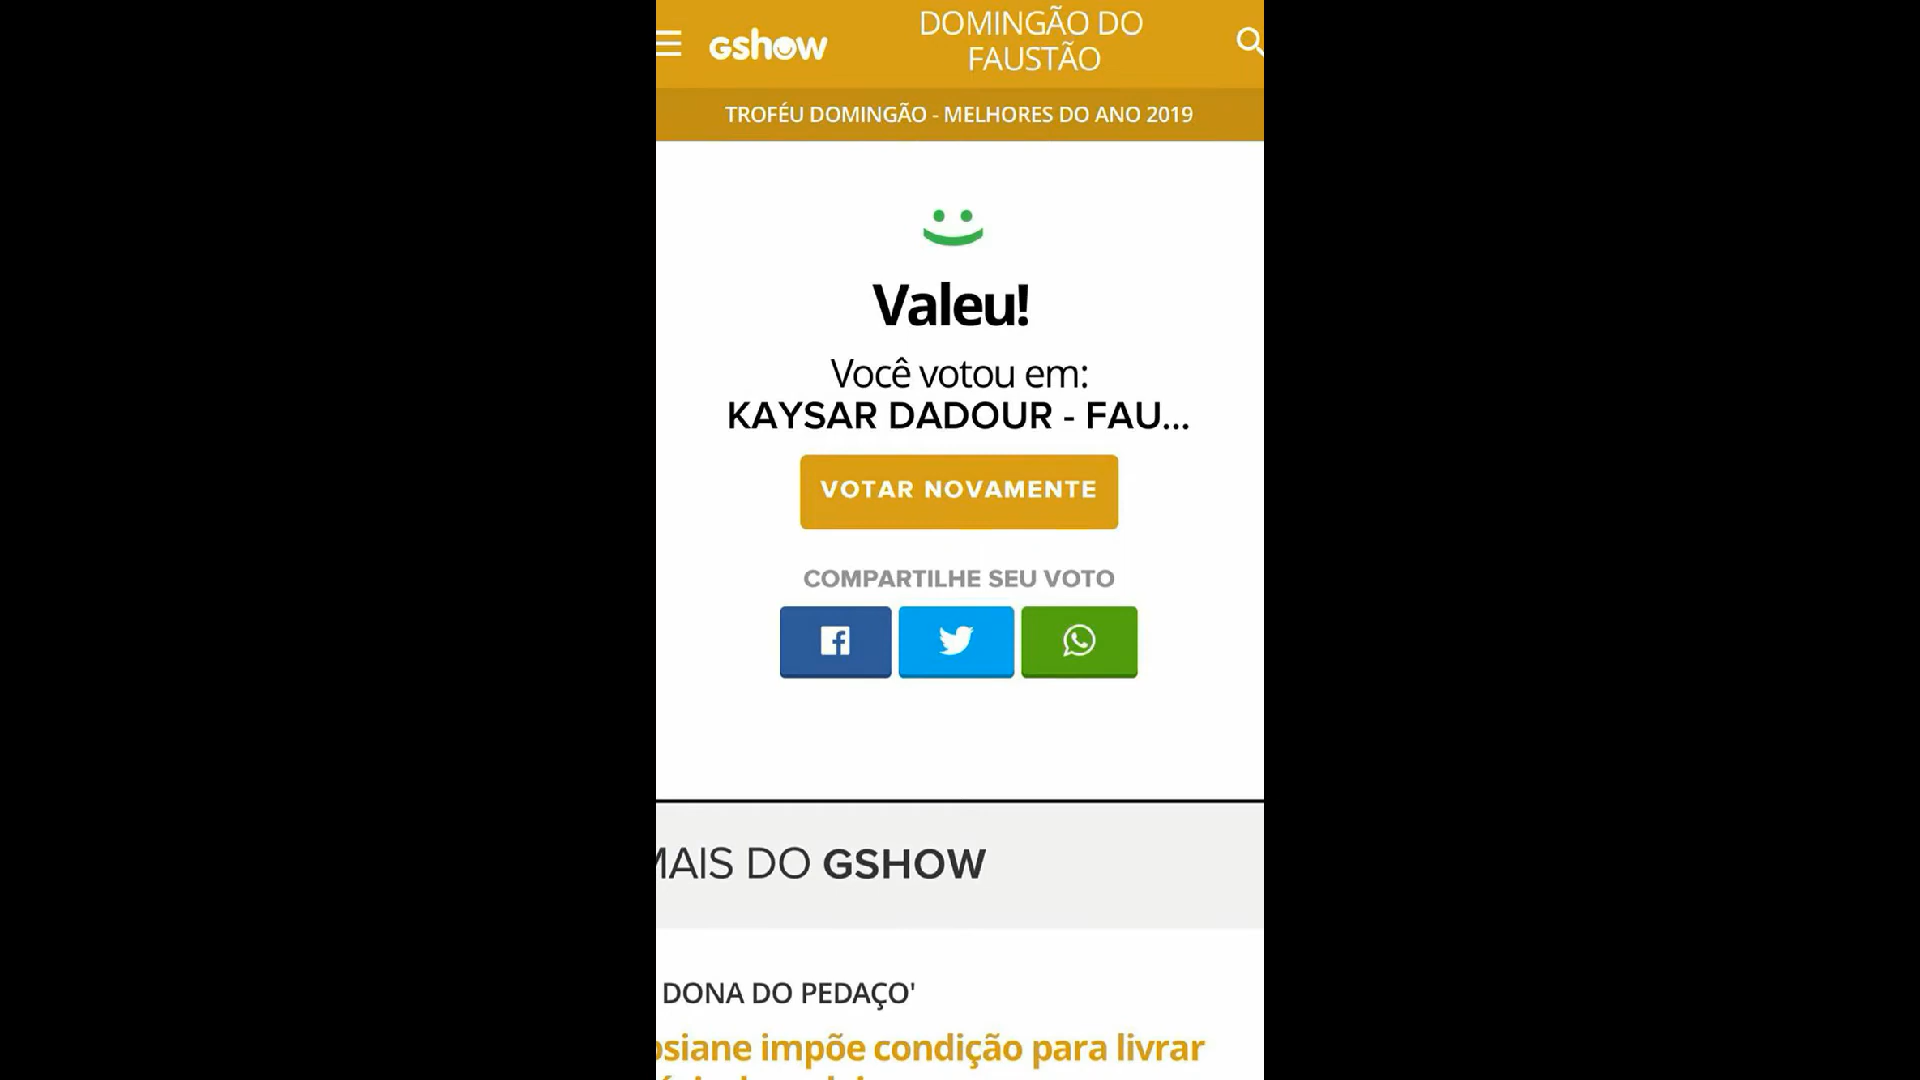 gshow
DOMINGÃO DO
FAUSTÃO
TROFÉU DOMINGÃO - MELHORES DO ANO 2019
Valeu!
Você votou em:
KAYSAR DADOUR - FAU...
VOTAR NOVAMENTE
COMPARTILHE SEU VOTO
MAIS DO GSHOW
DONA DO PEDAÇO'
osiane impõe condição para livrar